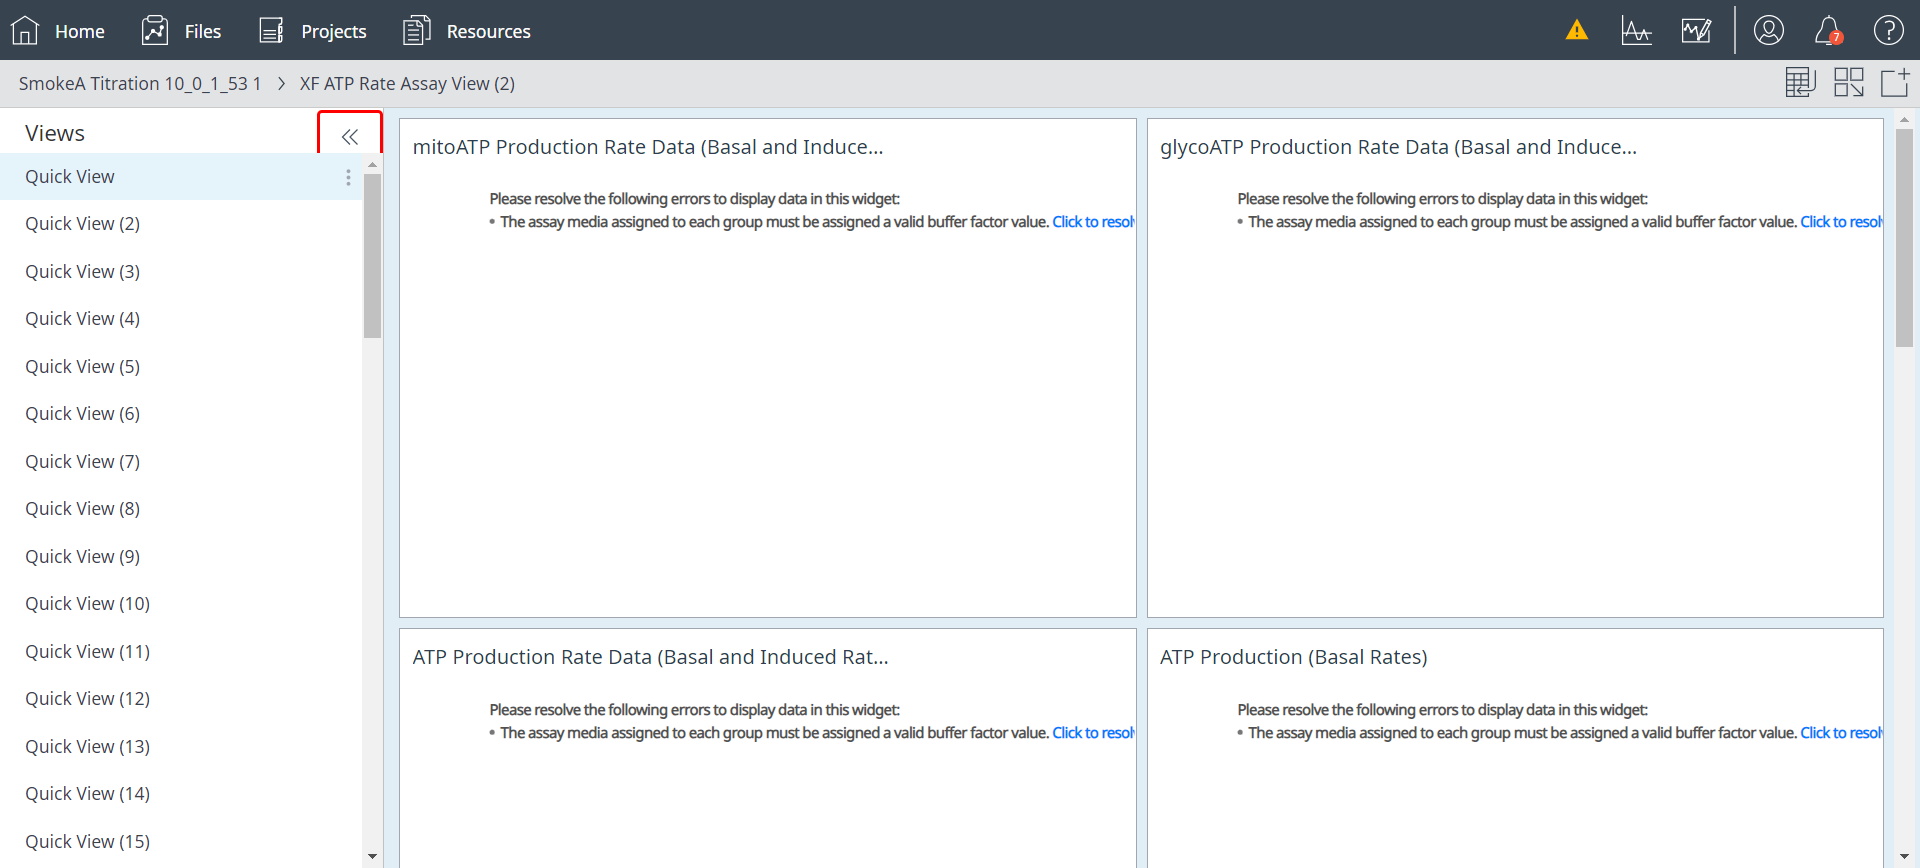 Home
Files
Projects
Resources
7
?
SmokeA Titration 10_0_1_53 1 > XF ATP Rate Assay View (2)
Views
Quick View
Quick View (2)
Quick View (3)
Quick View (4)
Quick View (5)
Quick View (6)
Quick View (7)
Quick View (8)
Quick View (9)
Quick View (10)
Quick View (11)
Quick View (12)
Quick View (13)
Quick View (14)
Quick View (15)
mitoATP Production Rate Data (Basal and Induce...
Please resolve the following errors to display data in this widget:
• The assay media assigned to each group must be assigned a valid buffer factor value. Click to resol
glycoATP Production Rate Data (Basal and Induce...
Please resolve the following errors to display data in this widget:
• The assay media assigned to each group must be assigned a valid buffer factor value. Click to resol
ATP Production Rate Data (Basal and Induced Rat...
Please resolve the following errors to display data in this widget:
• The assay media assigned to each group must be assigned a valid buffer factor value. Click to resol
ATP Production (Basal Rates)
Please resolve the following errors to display data in this widget:
• The assay media assigned to each group must be assigned a valid buffer factor value. Click to resol